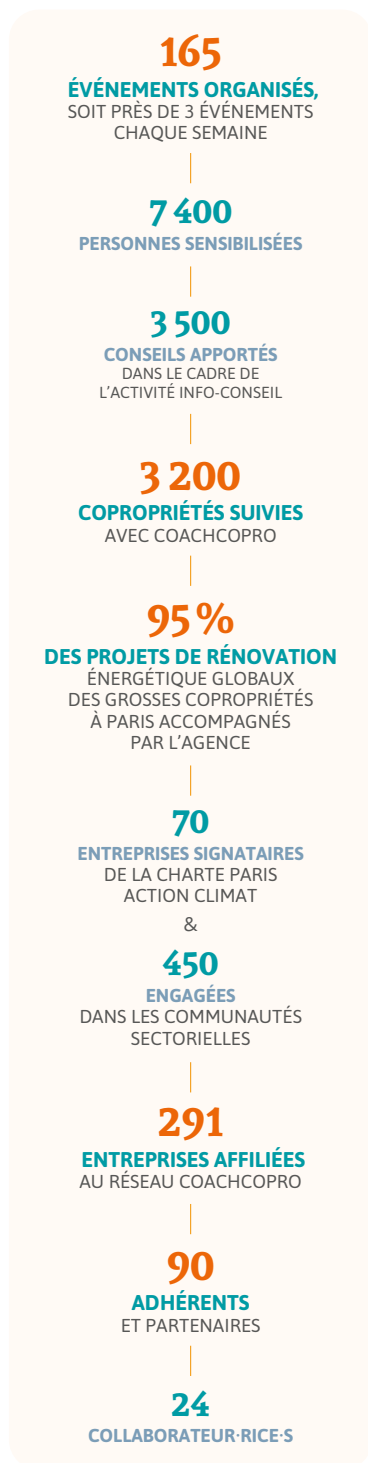 165
ÉVÉNEMENTS ORGANISÉS,
SOIT PRÈS DE 3 ÉVÉNEMENTS
CHAQUE SEMAINE
7 400
PERSONNES SENSIBILISÉES
3 500
CONSEILS APPORTÉS
DANS LE CADRE DE
L'ACTIVITÉ INFO-CONSEIL
3 200
COPROPRIÉTÉS SUIVIES
AVEC COACHCOPRO
95 %
DES PROJETS DE RÉNOVATION
ÉNERGÉTIQUE GLOBAUX
DES GROSSES COPROPRIÉTÉS
À PARIS ACCOMPAGNÉS
PAR L'AGENCE
70
ENTREPRISES SIGNATAIRES
DE LA CHARTE PARIS
ACTION CLIMAT
&
450
ENGAGÉES
DANS LES COMMUNAUTÉS
SECTORIELLES
291
ENTREPRISES AFFILIÉES
AU RÉSEAU COACHCOPRO
90
ADHÉRENTS
ET PARTENAIRES
24
COLLABORATEUR·RICE·S